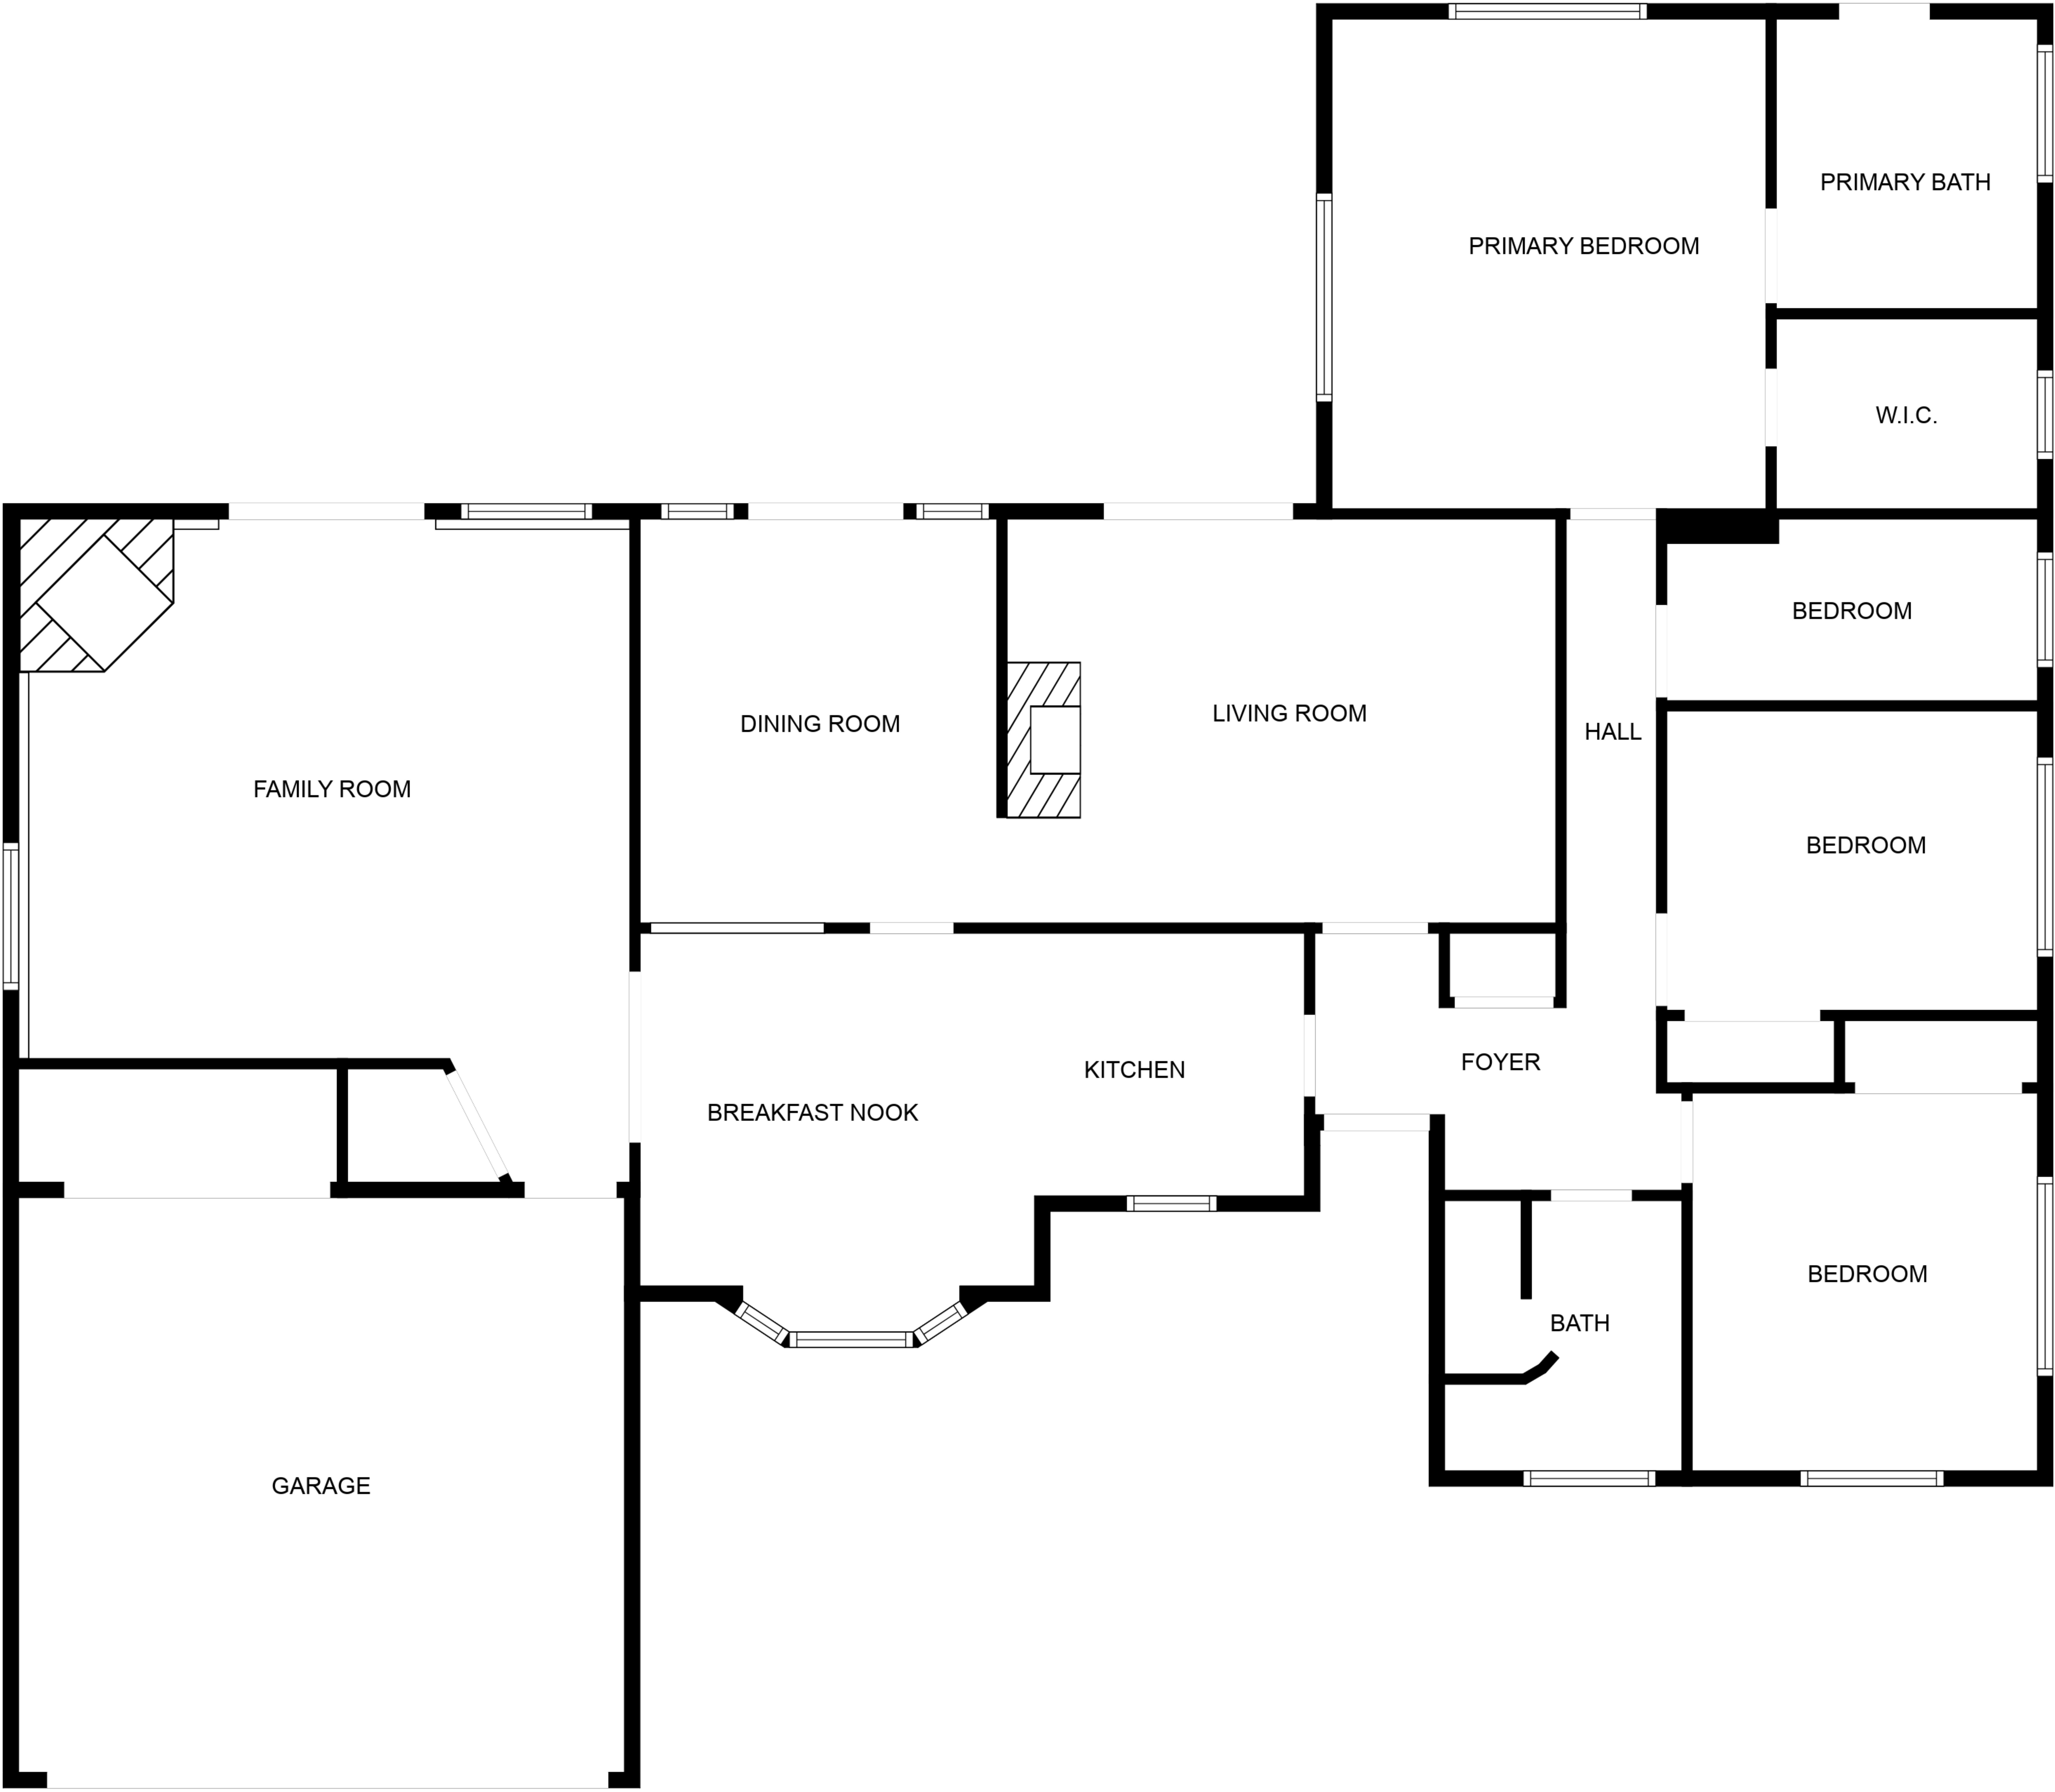 PRIMARY BATH
PRIMARY BEDROOM
W.I.C.
BEDROOM
LIVING ROOM
DINING ROOM
HALL
FAMILY ROOM
BEDROOM
FOYER
KITCHEN
BREAKFAST NOOK
BEDROOM
BATH
GARAGE